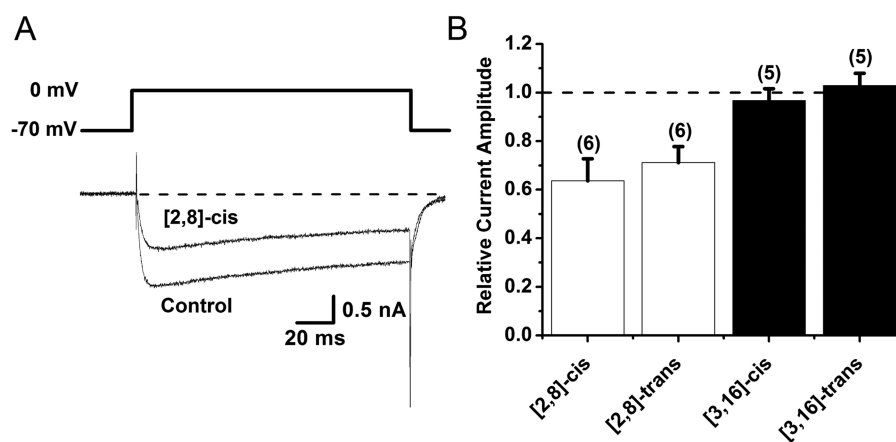 A
0 mV
-70 mV
[2,8]-cis
Control
0.5 nA
20 ms
B
Relative Current Amplitude
1.2
1.0
0.8
0.6
0.4
0.2
0.0
(6)
(6)
(5)
(5)
[2,8]-cis
[2,8]-trans
[3,16]-cis
[3,16]-trans